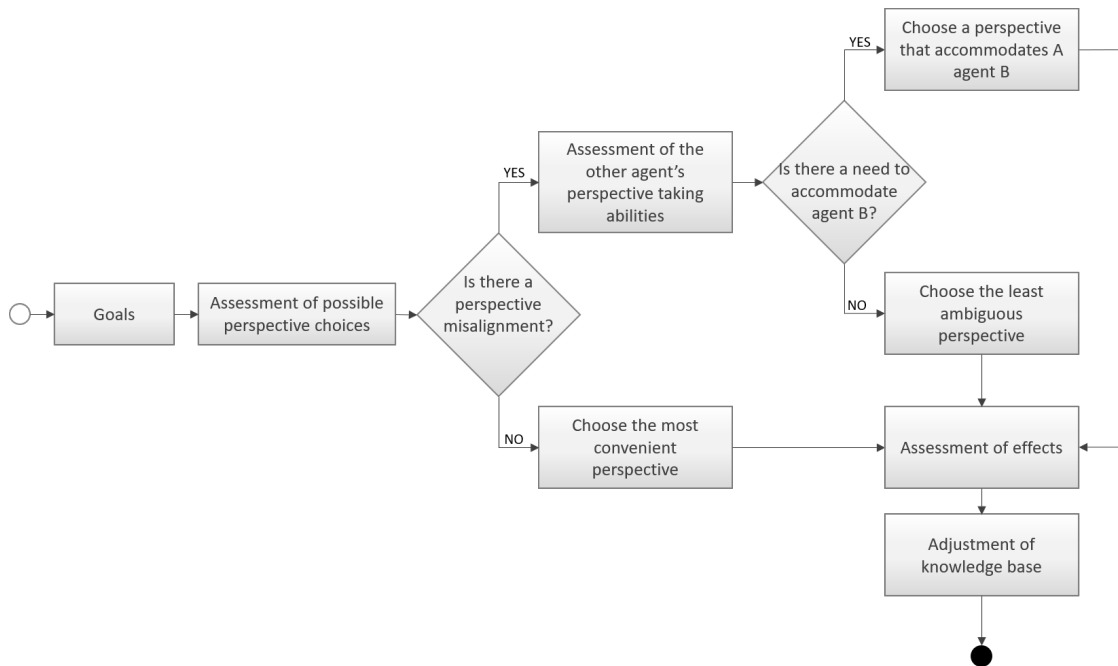 Goals
Assessment of possible
perspective choices
Is there a
perspective
misalignment?
YES
Assessment of the
other agent’s
perspective taking
abilities
Is there a need to
accommodate
agent B?
YES
Choose a perspective
that accommodates A
agent B
NO
Choose the least
ambiguous
perspective
NO
Choose the most
convenient
perspective
Assessment of effects
Adjustment of
knowledge base